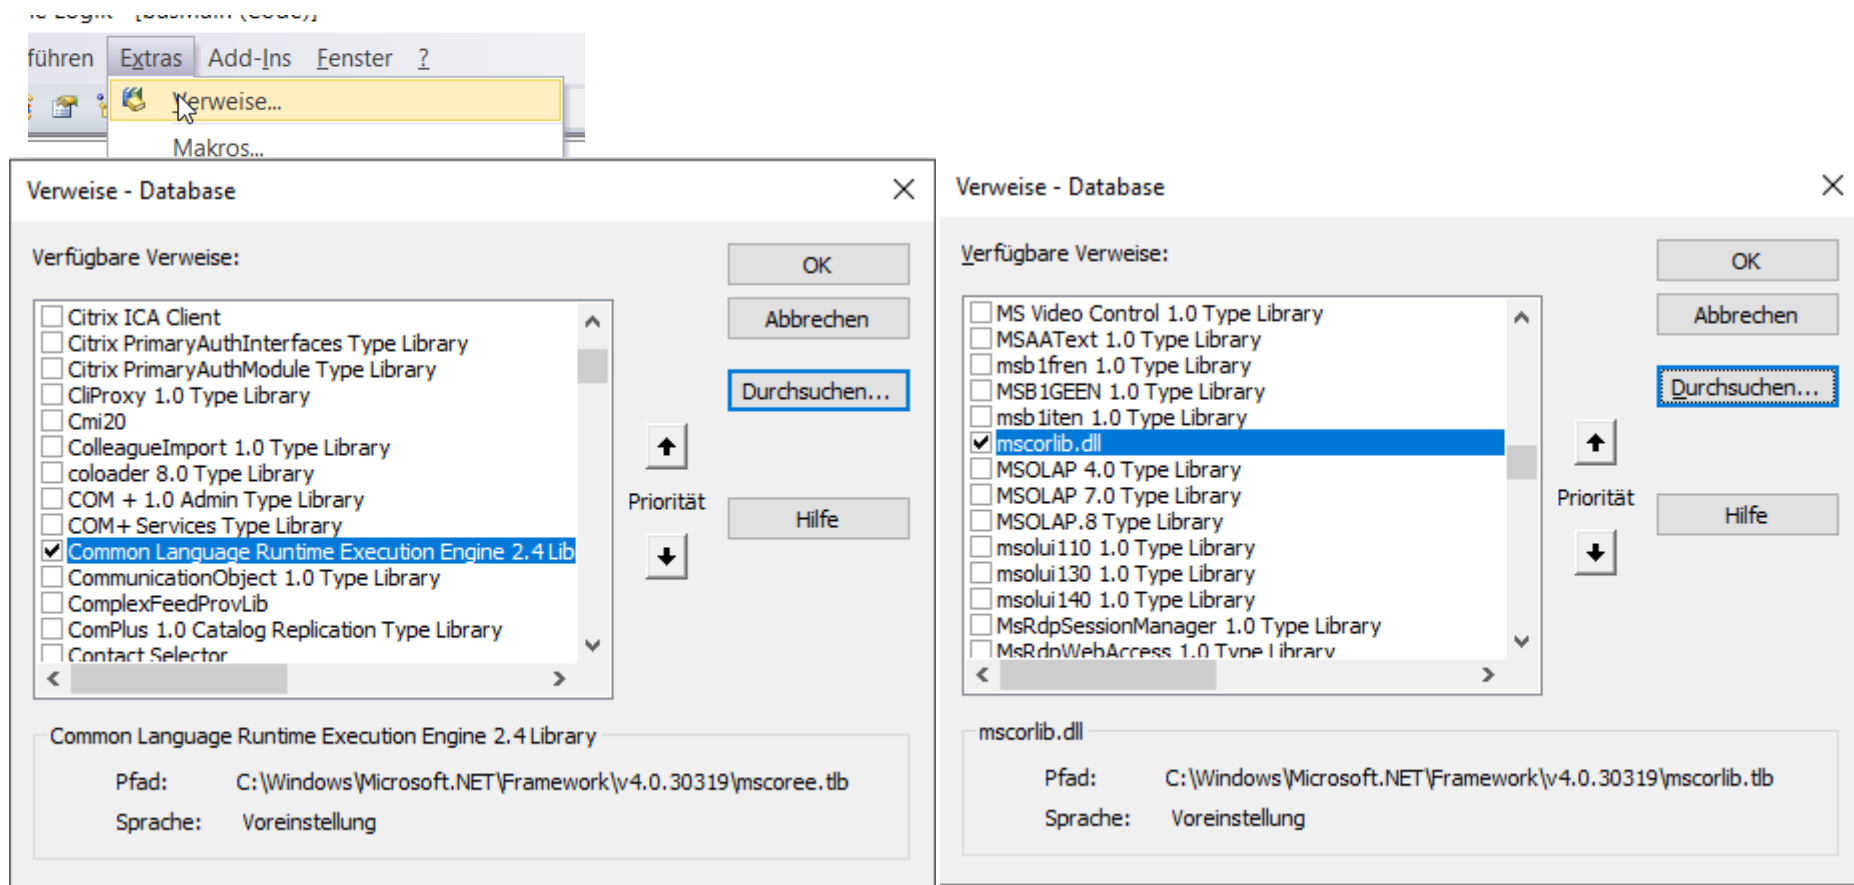 führen Extras Add-Ins Fenster ?
Verweise...
Makros...
Verweise - Database
Verfügbare Verweise:
OK
Abbrechen
Durchsuchen...
Citrix ICA Client
Citrix PrimaryAuthInterfaces Type Library
Citrix PrimaryAuthModule Type Library
CliProxy 1.0 Type Library
Cmi20
ColleagueImport 1.0 Type Library
coloader 8.0 Type Library
COM + 1.0 Admin Type Library
COM+ Services Type Library
Common Language Runtime Execution Engine 2.4 Lib
CommunicationObject 1.0 Type Library
ComplexFeedProvLib
ComPlus 1.0 Catalog Replication Type Library
Contact Selector
Priorität
Hilfe
Common Language Runtime Execution Engine 2.4 Library
Pfad: C:\Windows\Microsoft.NET\Framework\v4.0.30319\mscoree.tlb
Sprache: Voreinstellung
Verweise - Database
Verfügbare Verweise:
OK
Abbrechen
Durchsuchen...
MS Video Control 1.0 Type Library
MSAAText 1.0 Type Library
msb1fren 1.0 Type Library
MSB1GEEN 1.0 Type Library
msb1iten 1.0 Type Library
mscorlib.dll
MSOLAP 4.0 Type Library
MSOLAP 7.0 Type Library
MSOLAP.8 Type Library
msolui110 1.0 Type Library
msolui130 1.0 Type Library
msolui140 1.0 Type Library
MsRdpSessionManager 1.0 Type Library
MsRdpWebAccess 1.0 Type Library
Priorität
Hilfe
mscorlib.dll
Pfad: C:\Windows\Microsoft.NET\Framework\v4.0.30319\mscorlib.tlb
Sprache: Voreinstellung